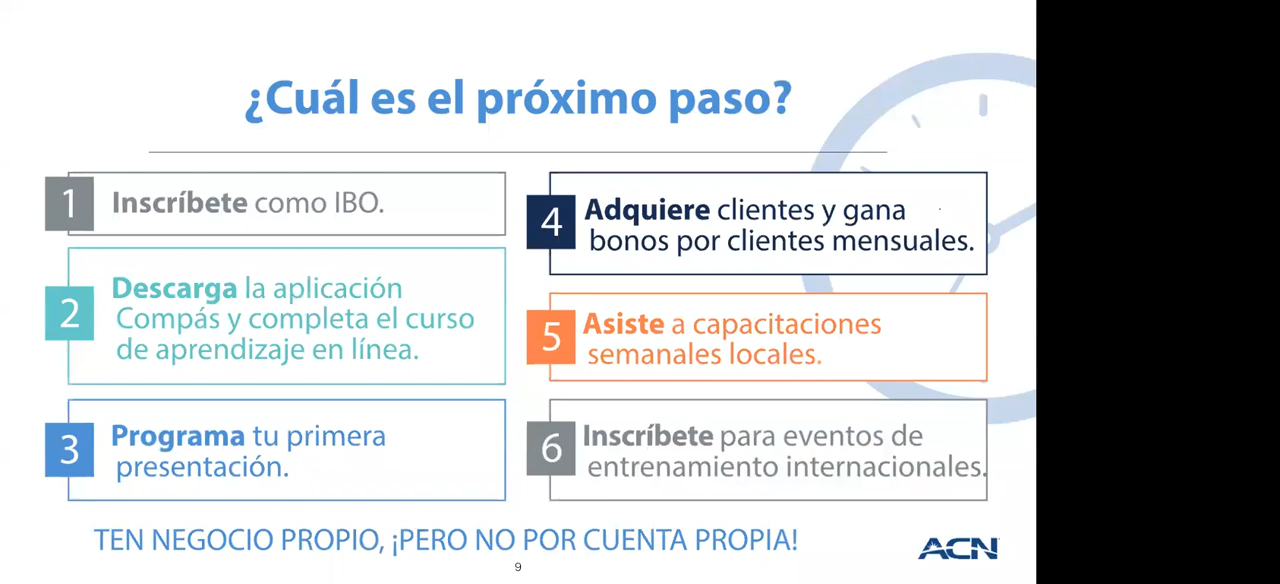 ¿Cuál es el próximo paso?
1
Inscríbete como IBO.
2
Descarga la aplicación
Compás y completa el curso
de aprendizaje en línea.
3
Programa tu primera
presentación.
4
Adquiere clientes y gana
bonos por clientes mensuales.
5
Asiste a capacitaciones
semanales locales.
6
Inscríbete para eventos de
entrenamiento internacionales.
TEN NEGOCIO PROPIO, ¡PERO NO POR CUENTA PROPIA!
ACN
9